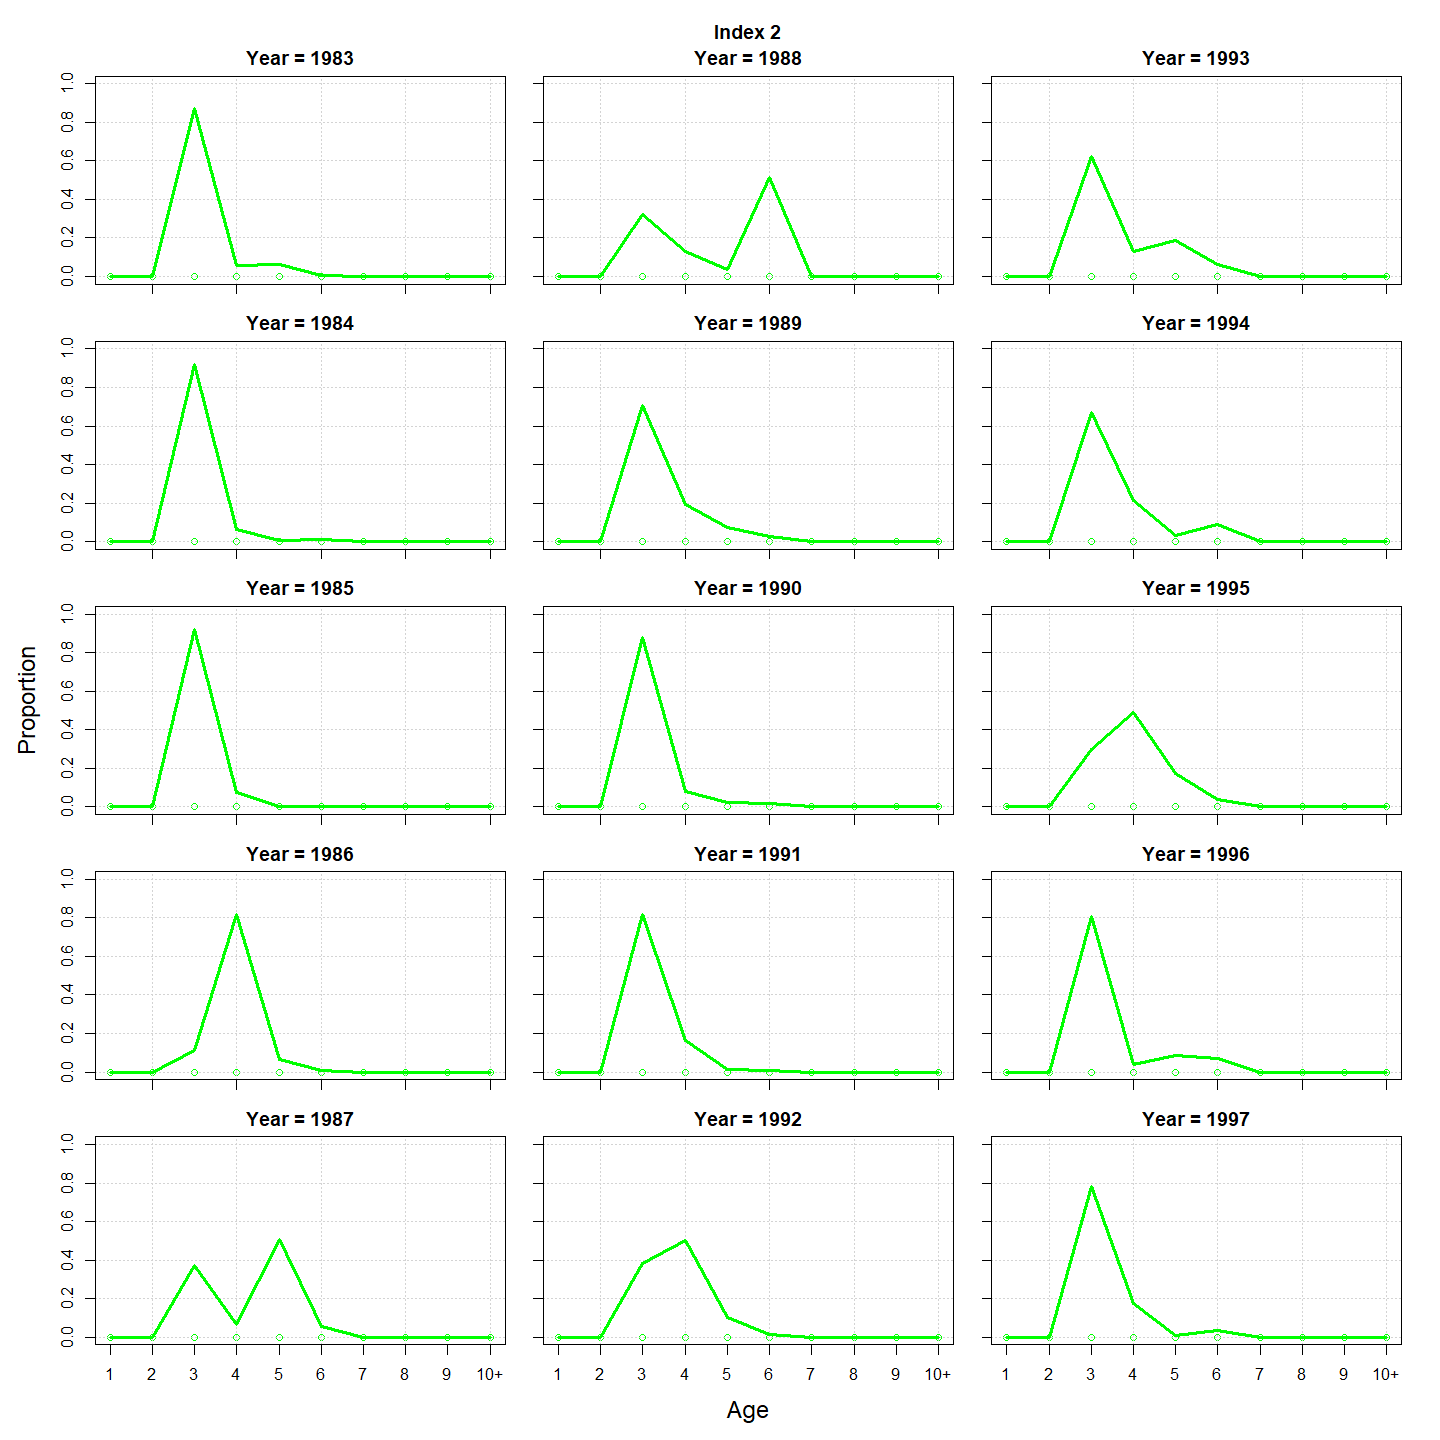 Index 2
Year = 1983 Year = 1988 Year = 1993
0.0 0.2 0.4 0.6 0.8 1.0
Year = 1984 Year = 1989 Year = 1994
0.0 0.2 0.4 0.6 0.8 1.0
Year = 1985 Year = 1990 Year = 1995
0.0 0.2 0.4 0.6 0.8 1.0
Proportion
Year = 1986 Year = 1991 Year = 1996
0.0 0.2 0.4 0.6 0.8 1.0
Year = 1987 Year = 1992 Year = 1997
0.0 0.2 0.4 0.6 0.8 1.0
1 2 3 4 5 6 7 8 9 10+ 1 2 3 4 5 6 7 8 9 10+ 1 2 3 4 5 6 7 8 9 10+
Age